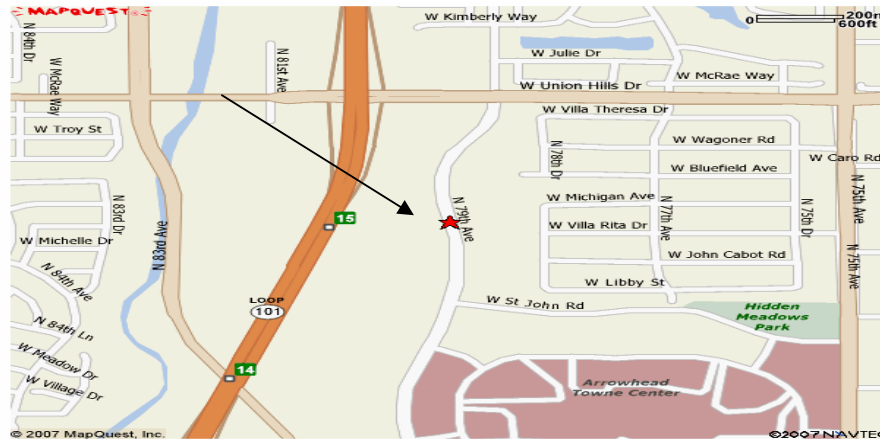 MAPQUEST
W Kimberly Way
0
200m
600ft
N 84th Dr
N 81st Ave
W Julie Dr
W McRae Way
W McRae Way
W Union Hills Dr
W Villa Theresa Dr
W Troy St
W Wagoner Rd
N 78th Dr
W Caro Rd
W Bluefield Ave
N 83rd Dr
W Michigan Ave
N 75th Ave
N 79th Ave
N 77th Ave
N 75th Dr
15
W Villa Rita Dr
W Michelle Dr
N 83rd Ave
W John Cabot Rd
N 75th Ave
N 84th Ave
W Libby St
LOOP
101
W St John Rd
Hidden
Meadows
Park
N 84th Ln
W Meadow Dr
14
W Village Dr
Arrowhead
Towne Center
© 2007 MapQuest, Inc.
©2007 NAVTEQ